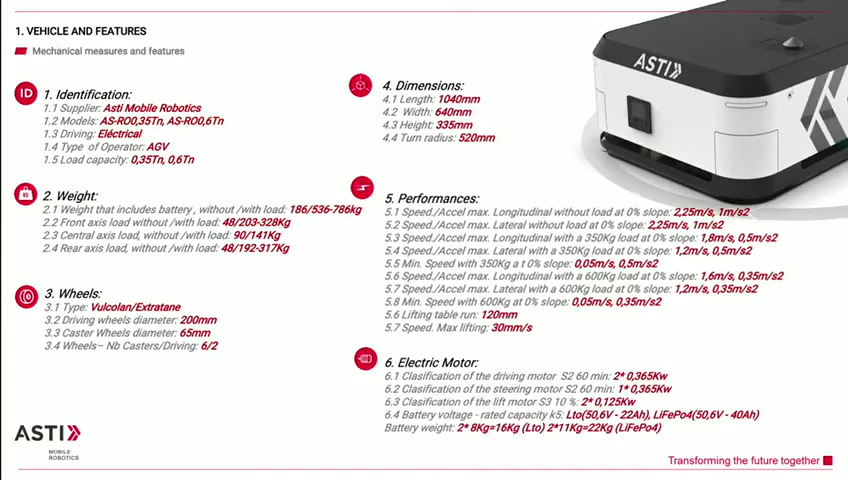 1. VEHICLE AND FEATURES
Mechanical measures and features
ID
1. Identification:
1.1 Supplier: Asti Mobile Robotics
1.2 Models: AS-RO0,35Tn, AS-RO0,6Tn
1.3 Driving: Eléctrical
1.4 Type of Operator: AGV
1.5 Load capacity: 0,35Tn, 0,6Tn
KG
2. Weight:
2.1 Weight that includes battery , without /with load: 186/536-786kg
2.2 Front axis load without /with load: 48/203-328Kg
2.3 Central axis load, without /with load: 90/141Kg
2.4 Rear axis load, without /with load: 48/192-317Kg
3. Wheels:
3.1 Type: Vulcolan/Extratane
3.2 Driving wheels diameter: 200mm
3.3 Caster Wheels diameter: 65mm
3.4 Wheels– Nb Casters/Driving: 6/2
ASTI
MOBILE
ROBOTICS
4. Dimensions:
4.1 Length: 1040mm
4.2 Width: 640mm
4.3 Height: 335mm
4.4 Turn radius: 520mm
ASTI
5. Performances:
5.1 Speed./Accel max. Longitudinal without load at 0% slope: 2,25m/s, 1m/s2
5.2 Speed./Accel max. Lateral without load at 0% slope: 2,25m/s, 1m/s2
5.3 Speed./Accel max. Longitudinal with a 350Kg load at 0% slope: 1,8m/s, 0,5m/s2
5.4 Speed./Accel max. Lateral with a 350Kg load at 0% slope: 1,2m/s, 0,5m/s2
5.5 Min. Speed with 350Kg a t 0% slope: 0,05m/s, 0,5m/s2
5.6 Speed./Accel max. Longitudinal with a 600Kg load at 0% slope: 1,6m/s, 0,35m/s2
5.7 Speed./Accel max. Lateral with a 600Kg load at 0% slope: 1,2m/s, 0,35m/s2
5.8 Min. Speed with 600Kg at 0% slope: 0,05m/s, 0,35m/s2
5.6 Lifting table run: 120mm
5.7 Speed. Max lifting: 30mm/s
6. Electric Motor:
6.1 Clasification of the driving motor S2 60 min: 2* 0,365Kw
6.2 Clasification of the steering motor S2 60 min: 1* 0,365Kw
6.3 Clasification of the lift motor S3 10 %: 2* 0,125Kw
6.4 Battery voltage - rated capacity k5: Lto(50,6V - 22Ah), LiFePo4(50,6V - 40Ah)
Battery weight: 2* 8Kg=16Kg (Lto) 2*11Kg=22Kg (LiFePo4)
Transforming the future together